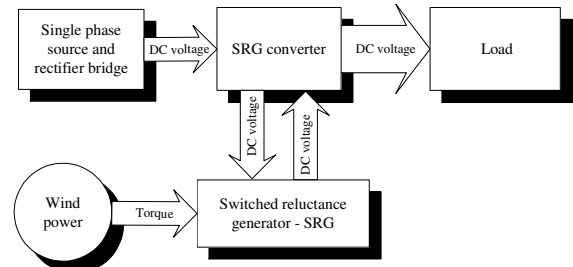 Single phase
source and
rectifier bridge
DC voltage
SRG converter
DC voltage
Load
DC voltage
DC voltage
Wind
power
Torque
Switched reluctance
generator - SRG